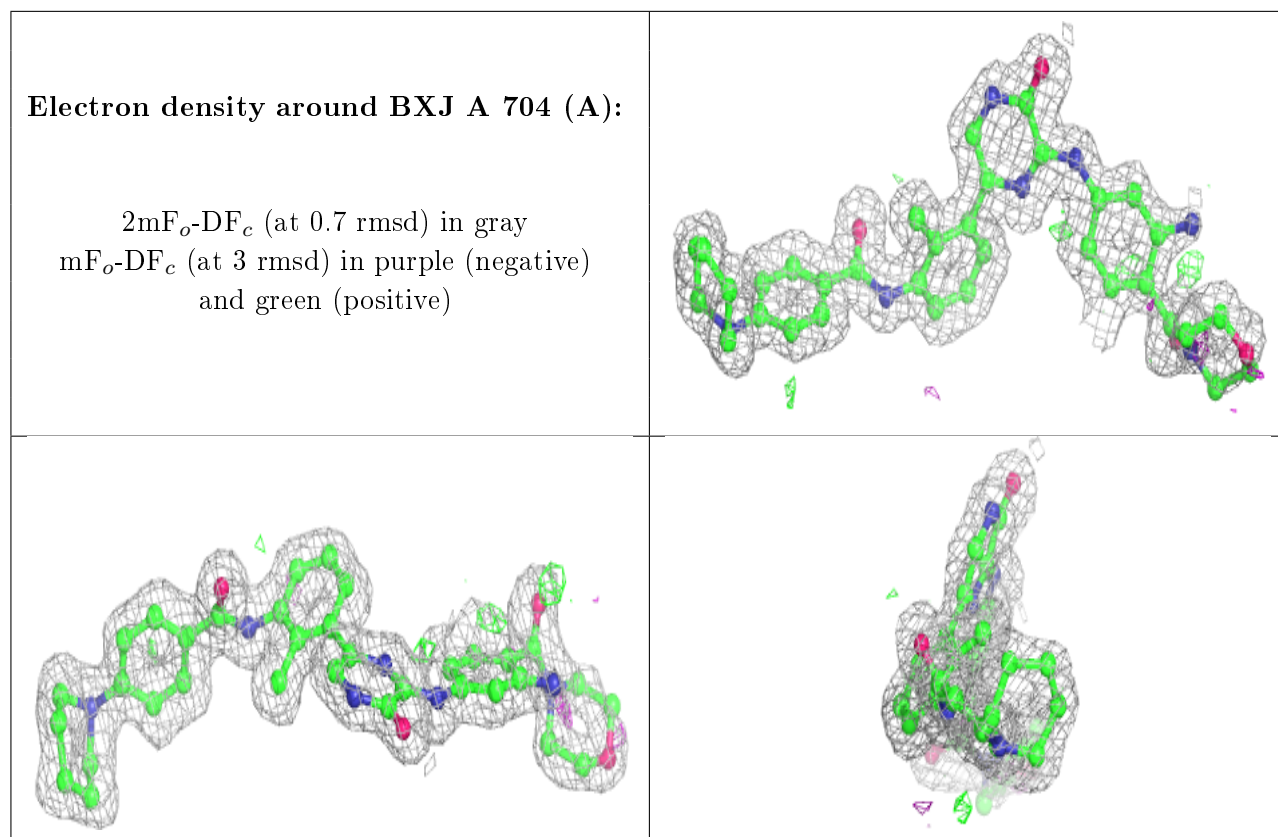 Electron density around BXJ A 704 (A):
2mFo-DFc (at 0.7 rmsd) in gray
mFo-DFc (at 3 rmsd) in purple (negative)
and green (positive)